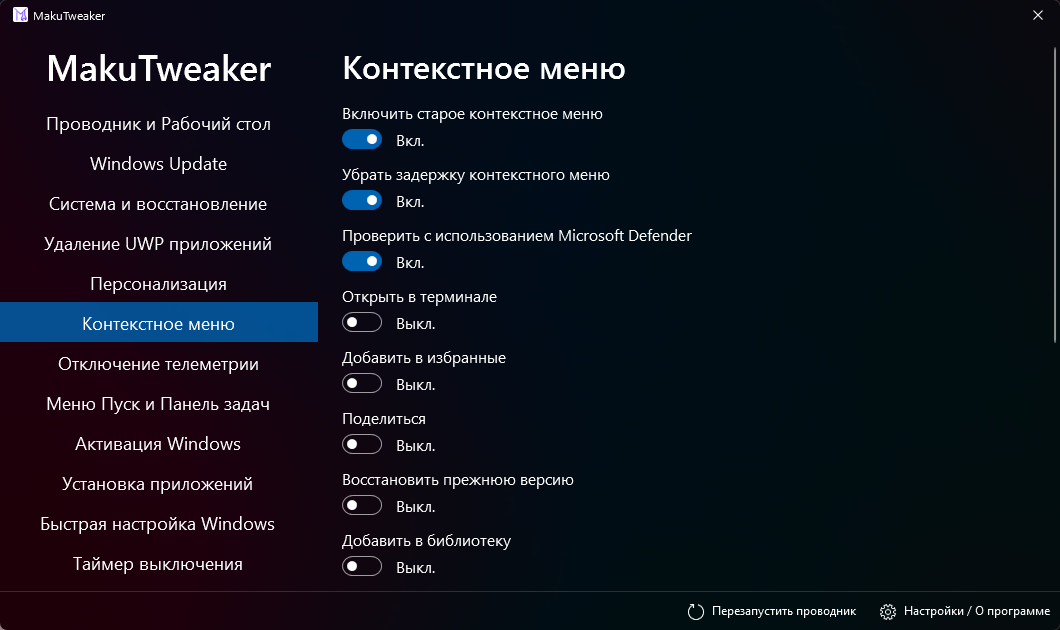 MakuTweaker
MakuTweaker
Проводник и Рабочий стол
Windows Update
Система и восстановление
Удаление UWP приложений
Персонализация
Контекстное меню
Отключение телеметрии
Меню Пуск и Панель задач
Активация Windows
Установка приложений
Быстрая настройка Windows
Таймер выключения
Контекстное меню
Включить старое контекстное меню
Вкл.
Убрать задержку контекстного меню
Вкл.
Проверить с использованием Microsoft Defender
Вкл.
Открыть в терминале
Выкл.
Добавить в избранные
Выкл.
Поделиться
Выкл.
Восстановить прежнюю версию
Выкл.
Добавить в библиотеку
Выкл.
Перезапустить проводник
Настройки / О программе